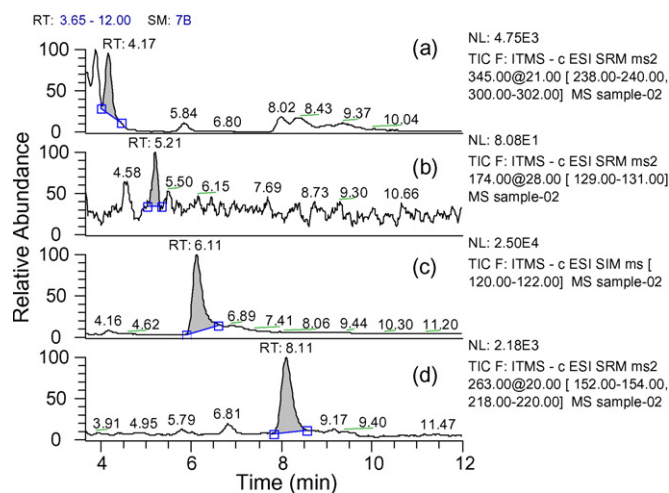 RT: 3.65 - 12.00 SM: 7B
RT: 4.17
(a)
NL: 4.75E3
TIC F: ITMS - c ESI SRM ms2
345.00@21.00 [ 238.00-240.00,
300.00-302.00] MS sample-02
100
50
0
5.84
6.80
8.02
8.43
9.37
10.04
RT: 5.21
(b)
NL: 8.08E1
TIC F: ITMS - c ESI SRM ms2
174.00@28.00 [ 129.00-131.00]
MS sample-02
100
50
0
4.58
5.50
6.15
7.69
8.73
9.30
10.66
Relative Abundance
RT: 6.11
(c)
NL: 2.50E4
TIC F: ITMS - c ESI SIM ms [
120.00-122.00] MS sample-02
100
50
0
4.16
4.62
6.89
7.41
8.06
9.44
10.30
11.20
RT: 8.11
(d)
NL: 2.18E3
TIC F: ITMS - c ESI SRM ms2
263.00@20.00 [ 152.00-154.00,
218.00-220.00] MS sample-02
100
50
0
3.91
4.95
5.79
6.81
9.17
9.40
11.47
4 6 8 10 12
Time (min)